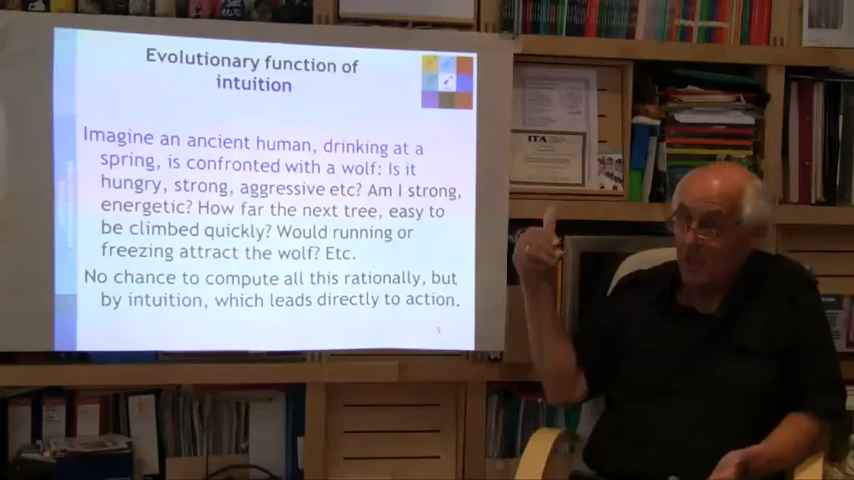 Evolutionary function of
intuition
Imagine an ancient human, drinking at a
spring, is confronted with a wolf: Is it
hungry, strong, aggressive etc? Am I strong,
energetic? How far the next tree, easy to
be climbed quickly? Would running or
freezing attract the wolf? Etc.
No chance to compute all this rationally, but
by intuition, which leads directly to action.
ITA